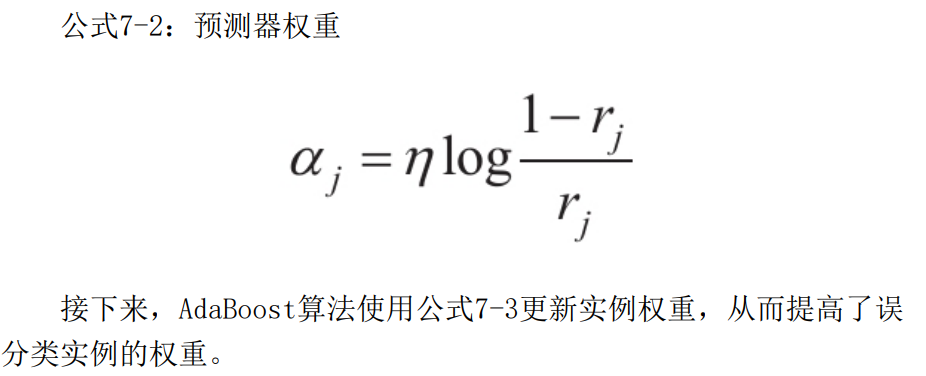 公式7-2：预测器权重
α_j = η log (1 − r_j) / r_j
接下来，AdaBoost算法使用公式7-3更新实例权重，从而提高了误
分类实例的权重。